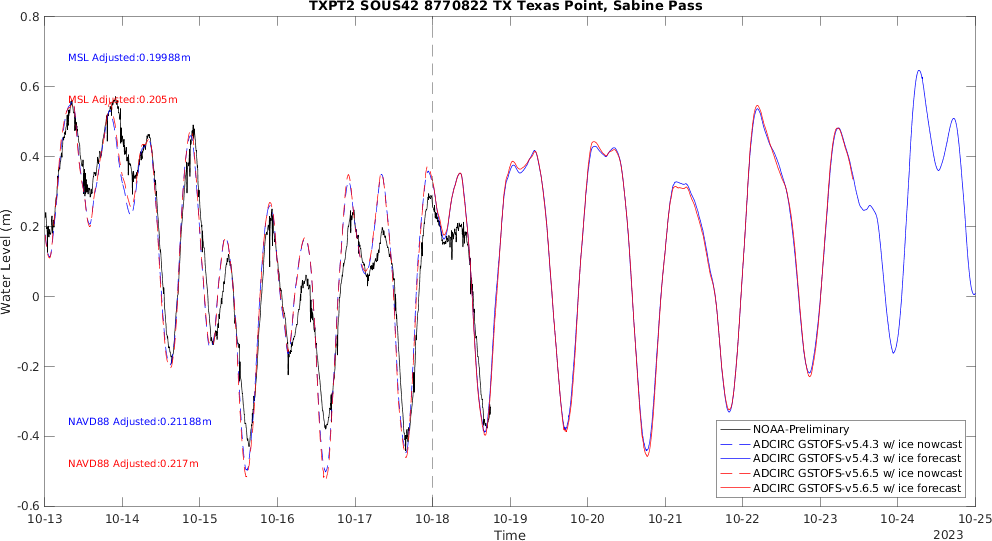 TXPT2 SOUS42 8770822 TX Texas Point, Sabine Pass
0.8
MSL Adjusted:0.19988m
0.6
MSL Adjusted:0.205m
0.4
0.2
Water Level (m)
0
-0.2
NAVD88 Adjusted:0.21188m
-0.4
NAVD88 Adjusted:0.217m
-0.6
NOAA-Preliminary
ADCIRC GSTOFS-v5.4.3 w/ ice nowcast
ADCIRC GSTOFS-v5.4.3 w/ ice forecast
ADCIRC GSTOFS-v5.6.5 w/ ice nowcast
ADCIRC GSTOFS-v5.6.5 w/ ice forecast
10-13 10-14 10-15 10-16 10-17 10-18 10-19 10-20 10-21 10-22 10-23 10-24 10-25
Time
2023